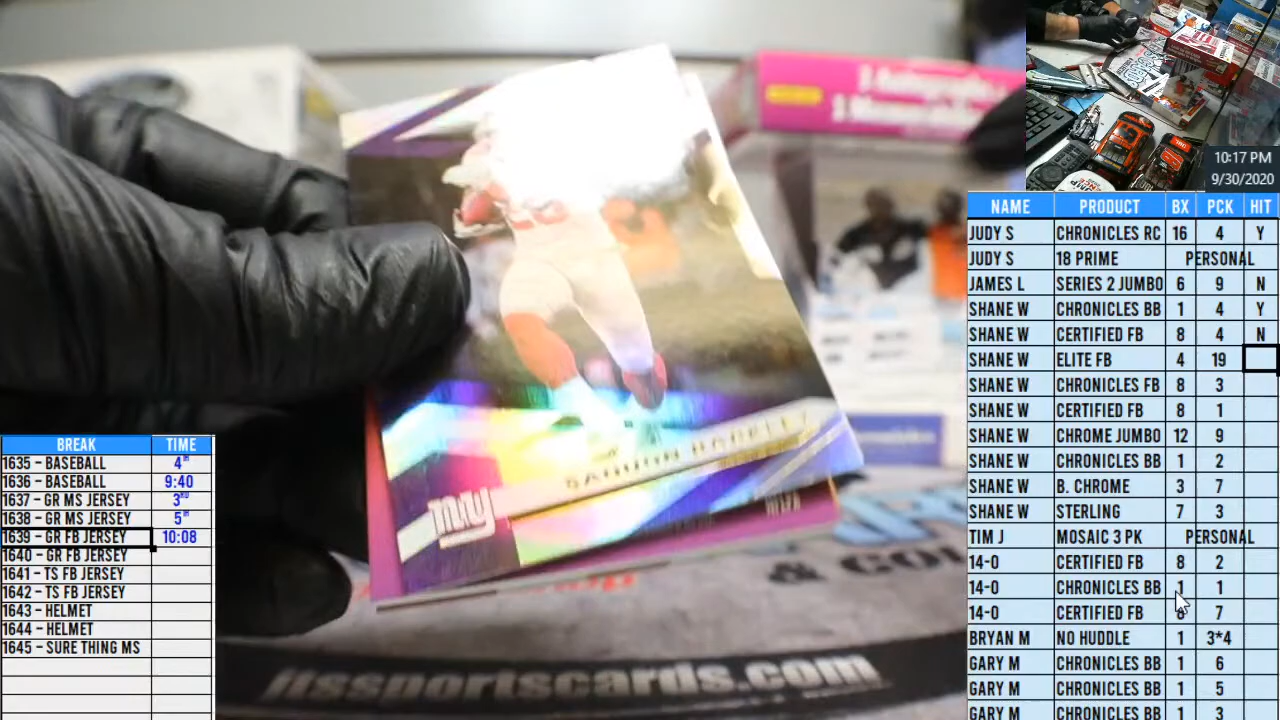 10:17 PM
9/30/2020
NAME PRODUCT BX PCK HIT
JUDY S CHRONICLES RC 16 4 Y
JUDY S 18 PRIME PERSONAL
JAMES L SERIES 2 JUMBO 6 9 N
SHANE W CHRONICLES BB 1 4 Y
SHANE W CERTIFIED FB 8 4 N
SHANE W ELITE FB 4 19
SHANE W CHRONICLES FB 8 3
SHANE W CERTIFIED FB 8 1
SHANE W CHROME JUMBO 12 9
SHANE W CHRONICLES BB 1 2
SHANE W B. CHROME 3 7
SHANE W STERLING 7 3
TIM J MOSAIC 3 PK PERSONAL
14-0 CERTIFIED FB 8 2
14-0 CHRONICLES BB 1 1
14-0 CERTIFIED FB 8 7
BRYAN M NO HUDDLE 1 3*4
GARY M CHRONICLES BB 1 6
GARY M CHRONICLES BB 1 5
GARY M CHRONICLES BB 1 3
BREAK TIME
1635 – BASEBALL 4TH
1636 – BASEBALL 9:40
1637 – GR MS JERSEY 3RD
1638 – GR MS JERSEY 5TH
1639 – GR FB JERSEY 10:08
1640 – GR FB JERSEY
1641 – TS FB JERSEY
1642 – TS FB JERSEY
1643 – HELMET
1644 – HELMET
1645 – SURE THING MS
SAQUON BARKLEY
ny
& CO
itssportscards.com